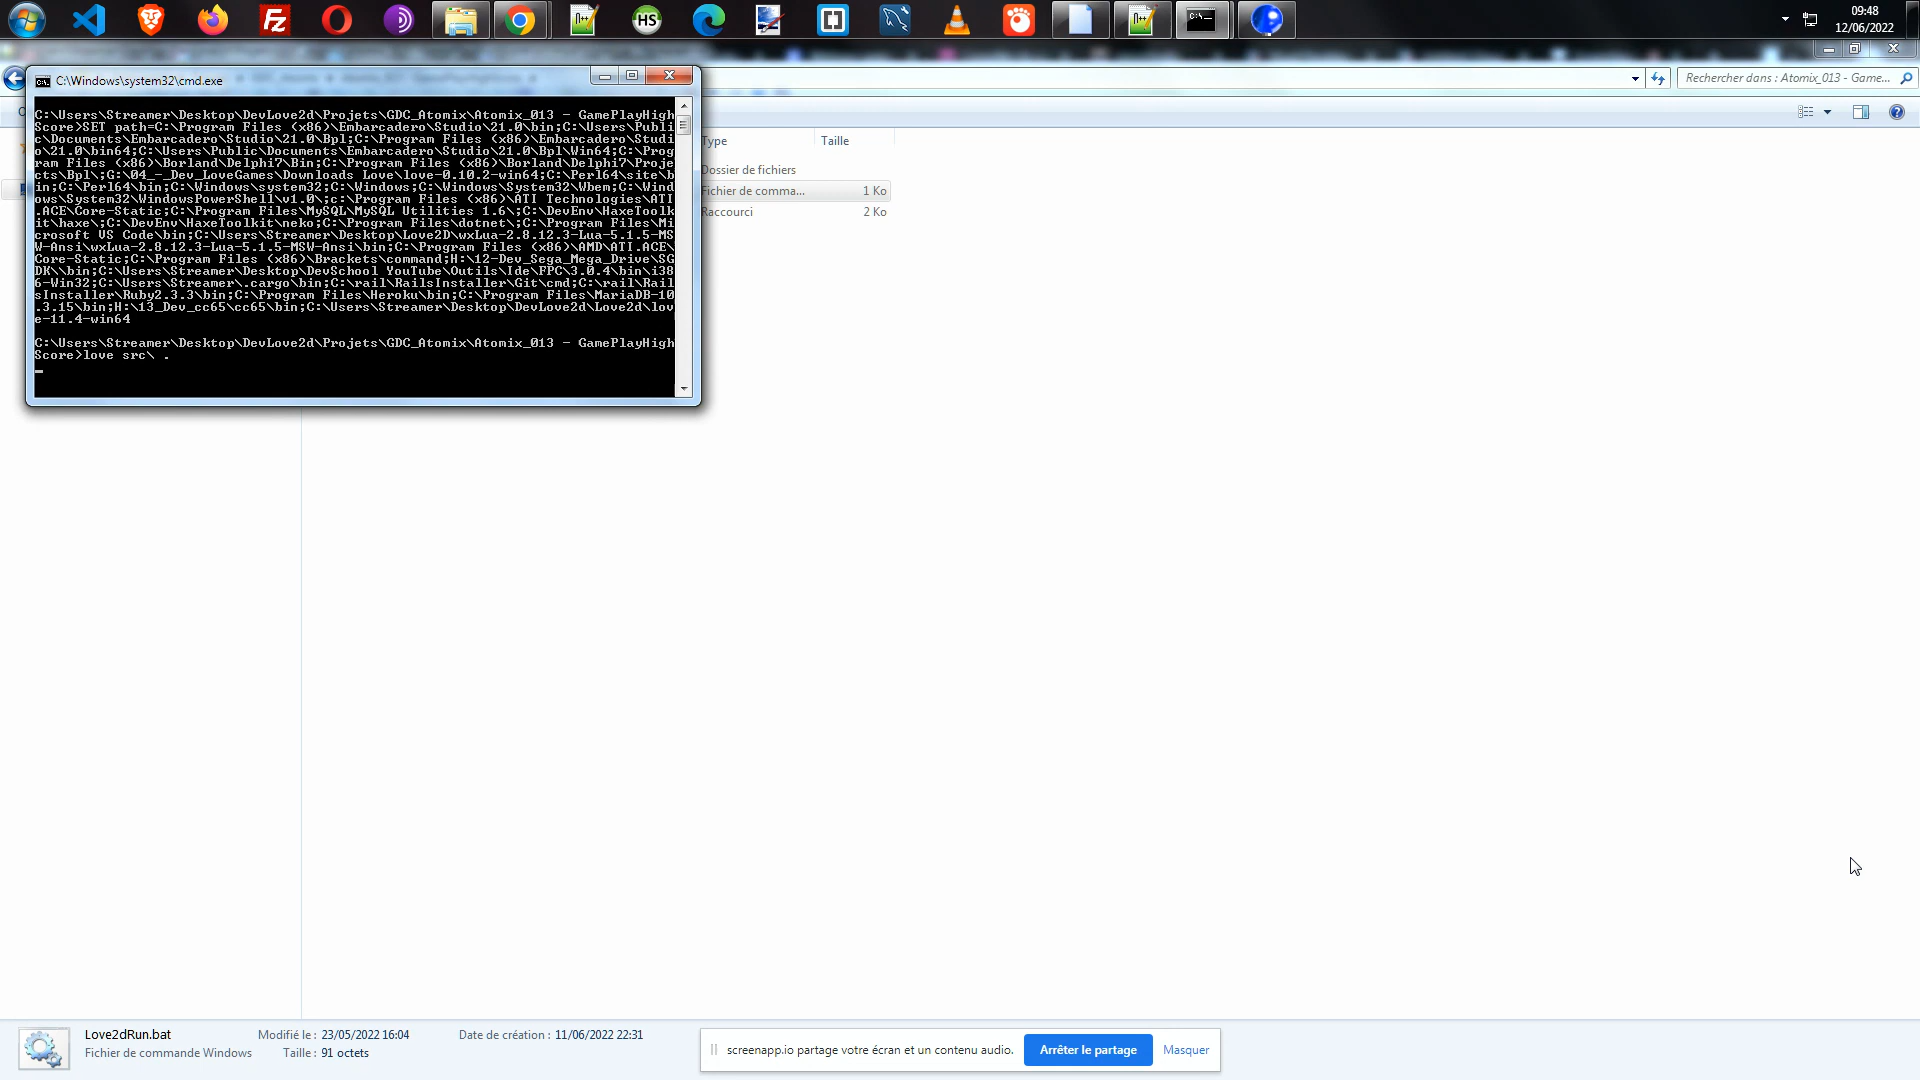 09:48
12/06/2022
C:\Windows\system32\cmd.exe
Rechercher dans : Atomix_013 - Game...
C:\Users\Streamer\Desktop\DevLove2d\Projets\GDC_Atomix\Atomix_013 - GamePlayHigh
Score>SET path=C:\Program Files (x86)\Embarcadero\Studio\21.0\bin;C:\Users\Publi
c\Documents\Embarcadero\Studio\21.0\Bpl;C:\Program Files (x86)\Embarcadero\Studi
o\21.0\bin64;C:\Users\Public\Documents\Embarcadero\Studio\21.0\Bpl\Win64;C:\Prog
ram Files (x86)\Borland\Delphi7\Bin;C:\Program Files (x86)\Borland\Delphi7\Proje
cts\Bpl\;G:\04_-_Dev_LoveGames\Downloads Love\love-0.10.2-win64;C:\Perl64\site\b
in;C:\Perl64\bin;C:\Windows\system32;C:\Windows;C:\Windows\System32\Wbem;C:\Wind
ows\System32\WindowsPowerShell\v1.0\;c:\Program Files (x86)\ATI Technologies\ATI
.ACE\Core-Static;C:\Program Files\MySQL\MySQL Utilities 1.6\;C:\DevEnv\HaxeToolk
it\haxe\;C:\DevEnv\HaxeToolkit\neko;C:\Program Files\dotnet\;C:\Program Files\Mi
crosoft VS Code\bin;C:\Users\Streamer\Desktop\Love2D\wxLua-2.8.12.3-Lua-5.1.5-MS
W-Ansi\wxLua-2.8.12.3-Lua-5.1.5-MSW-Ansi\bin;C:\Program Files (x86)\AMD\ATI.ACE\
Core-Static;C:\Program Files (x86)\Brackets\command;H:\12-Dev_Sega_Mega_Drive\SG
DK\\bin;C:\Users\Streamer\Desktop\DevSchool YouTube\Outils\Ide\FPC\3.0.4\bin\i38
6-Win32;C:\Users\Streamer\.cargo\bin;C:\rail\RailsInstaller\Git\cmd;C:\rail\Rail
sInstaller\Ruby2.3.3\bin;C:\Program Files\Heroku\bin;C:\Program Files\MariaDB-10
.3.15\bin;H:\13_Dev_cc65\cc65\bin;C:\Users\Streamer\Desktop\DevLove2d\Love2d\lov
e-11.4-win64
C:\Users\Streamer\Desktop\DevLove2d\Projets\GDC_Atomix\Atomix_013 - GamePlayHigh
Score>love src\ .
Type Taille
Dossier de fichiers
Fichier de comma... 1 Ko
Raccourci 2 Ko
Love2dRun.bat Modifié le : 23/05/2022 16:04 Date de création : 11/06/2022 22:31
Fichier de commande Windows Taille : 91 octets
screenapp.io partage votre écran et un contenu audio. Arrêter le partage Masquer